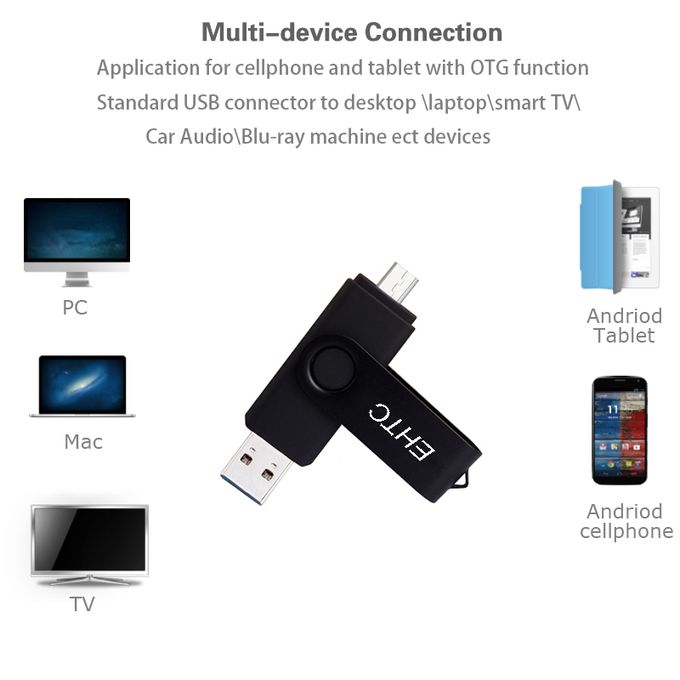 Multi-device Connection
Application for cellphone and tablet with OTG function
Standard USB connector to desktop \laptop\smart TV\
Car Audio\Blu-ray machine ect devices
PC
Andriod
Tablet
Mac
11
EHTC
Andriod
cellphone
TV